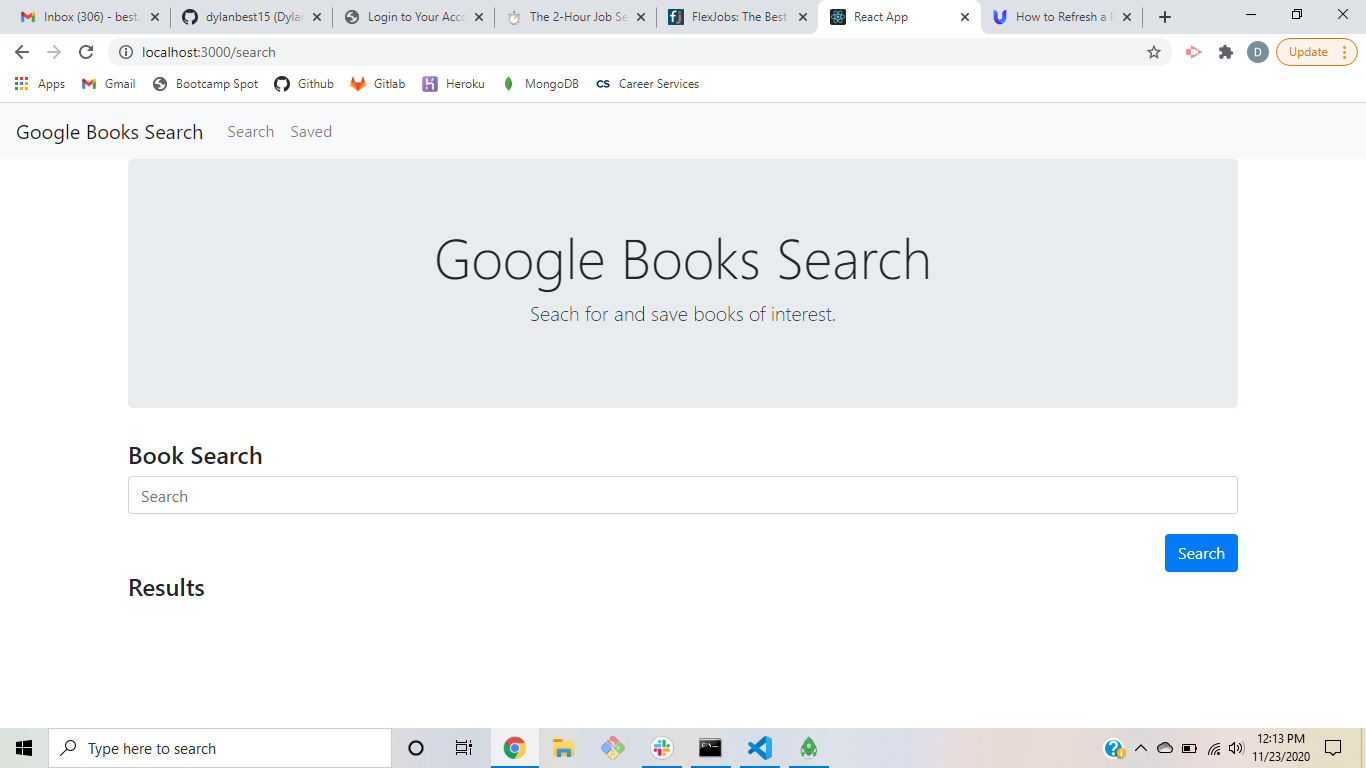 Inbox (306) - best.
dylanbest15 (Dylan
Login to Your Acco
The 2-Hour Job Se
FlexJobs: The Best
React App
How to Refresh a
localhost:3000/search
D
Update
Apps
Gmail
Bootcamp Spot
Github
Gitlab
Heroku
MongoDB
CS
Career Services
Google Books Search
Search
Saved
Google Books Search
Seach for and save books of interest.
Book Search
Search
Search
Results
Type here to search
12:13 PM
11/23/2020